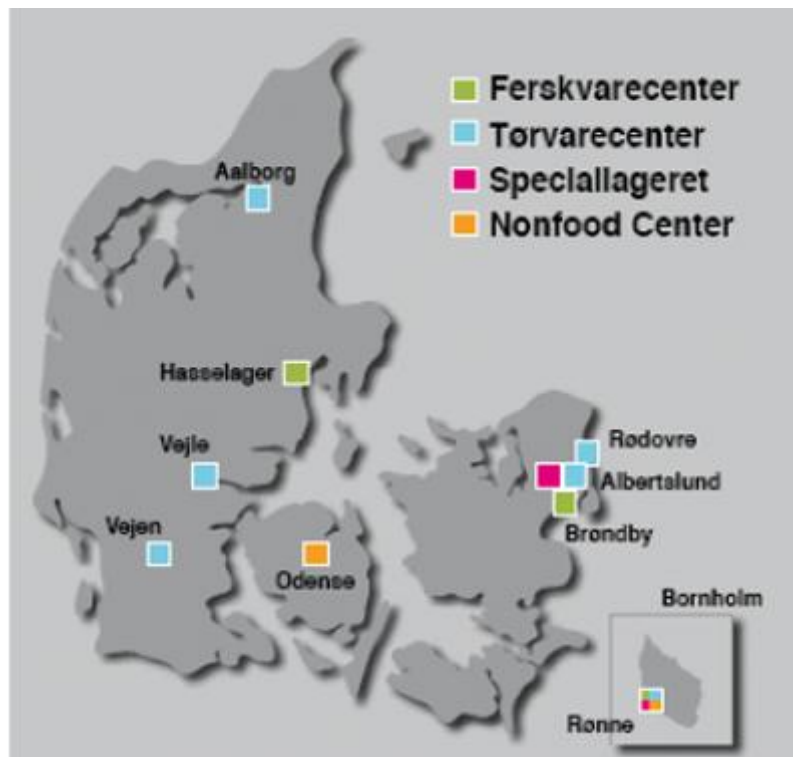 Ferskvarecenter
Tørvarecenter
Speciallageret
Nonfood Center
Aalborg
Hasselager
Vejle
Vejen
Odense
Rødovre
Albertslund
Brøndby
Bornholm
Rønne